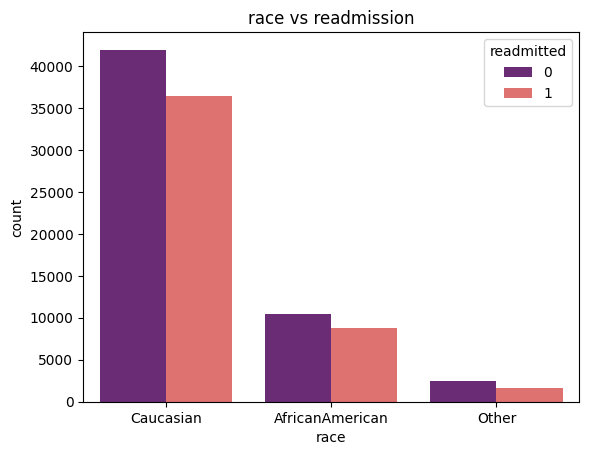 race vs readmission
readmitted
0
1
count
40000
35000
30000
25000
20000
15000
10000
5000
0
Caucasian
AfricanAmerican
Other
race